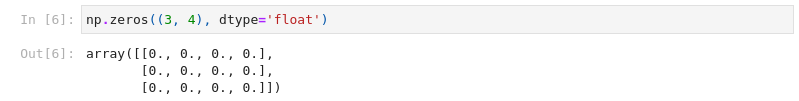 In [6]: np.zeros((3, 4), dtype='float')
Out[6]: array([[0., 0., 0., 0.],
[0., 0., 0., 0.],
[0., 0., 0., 0.]])